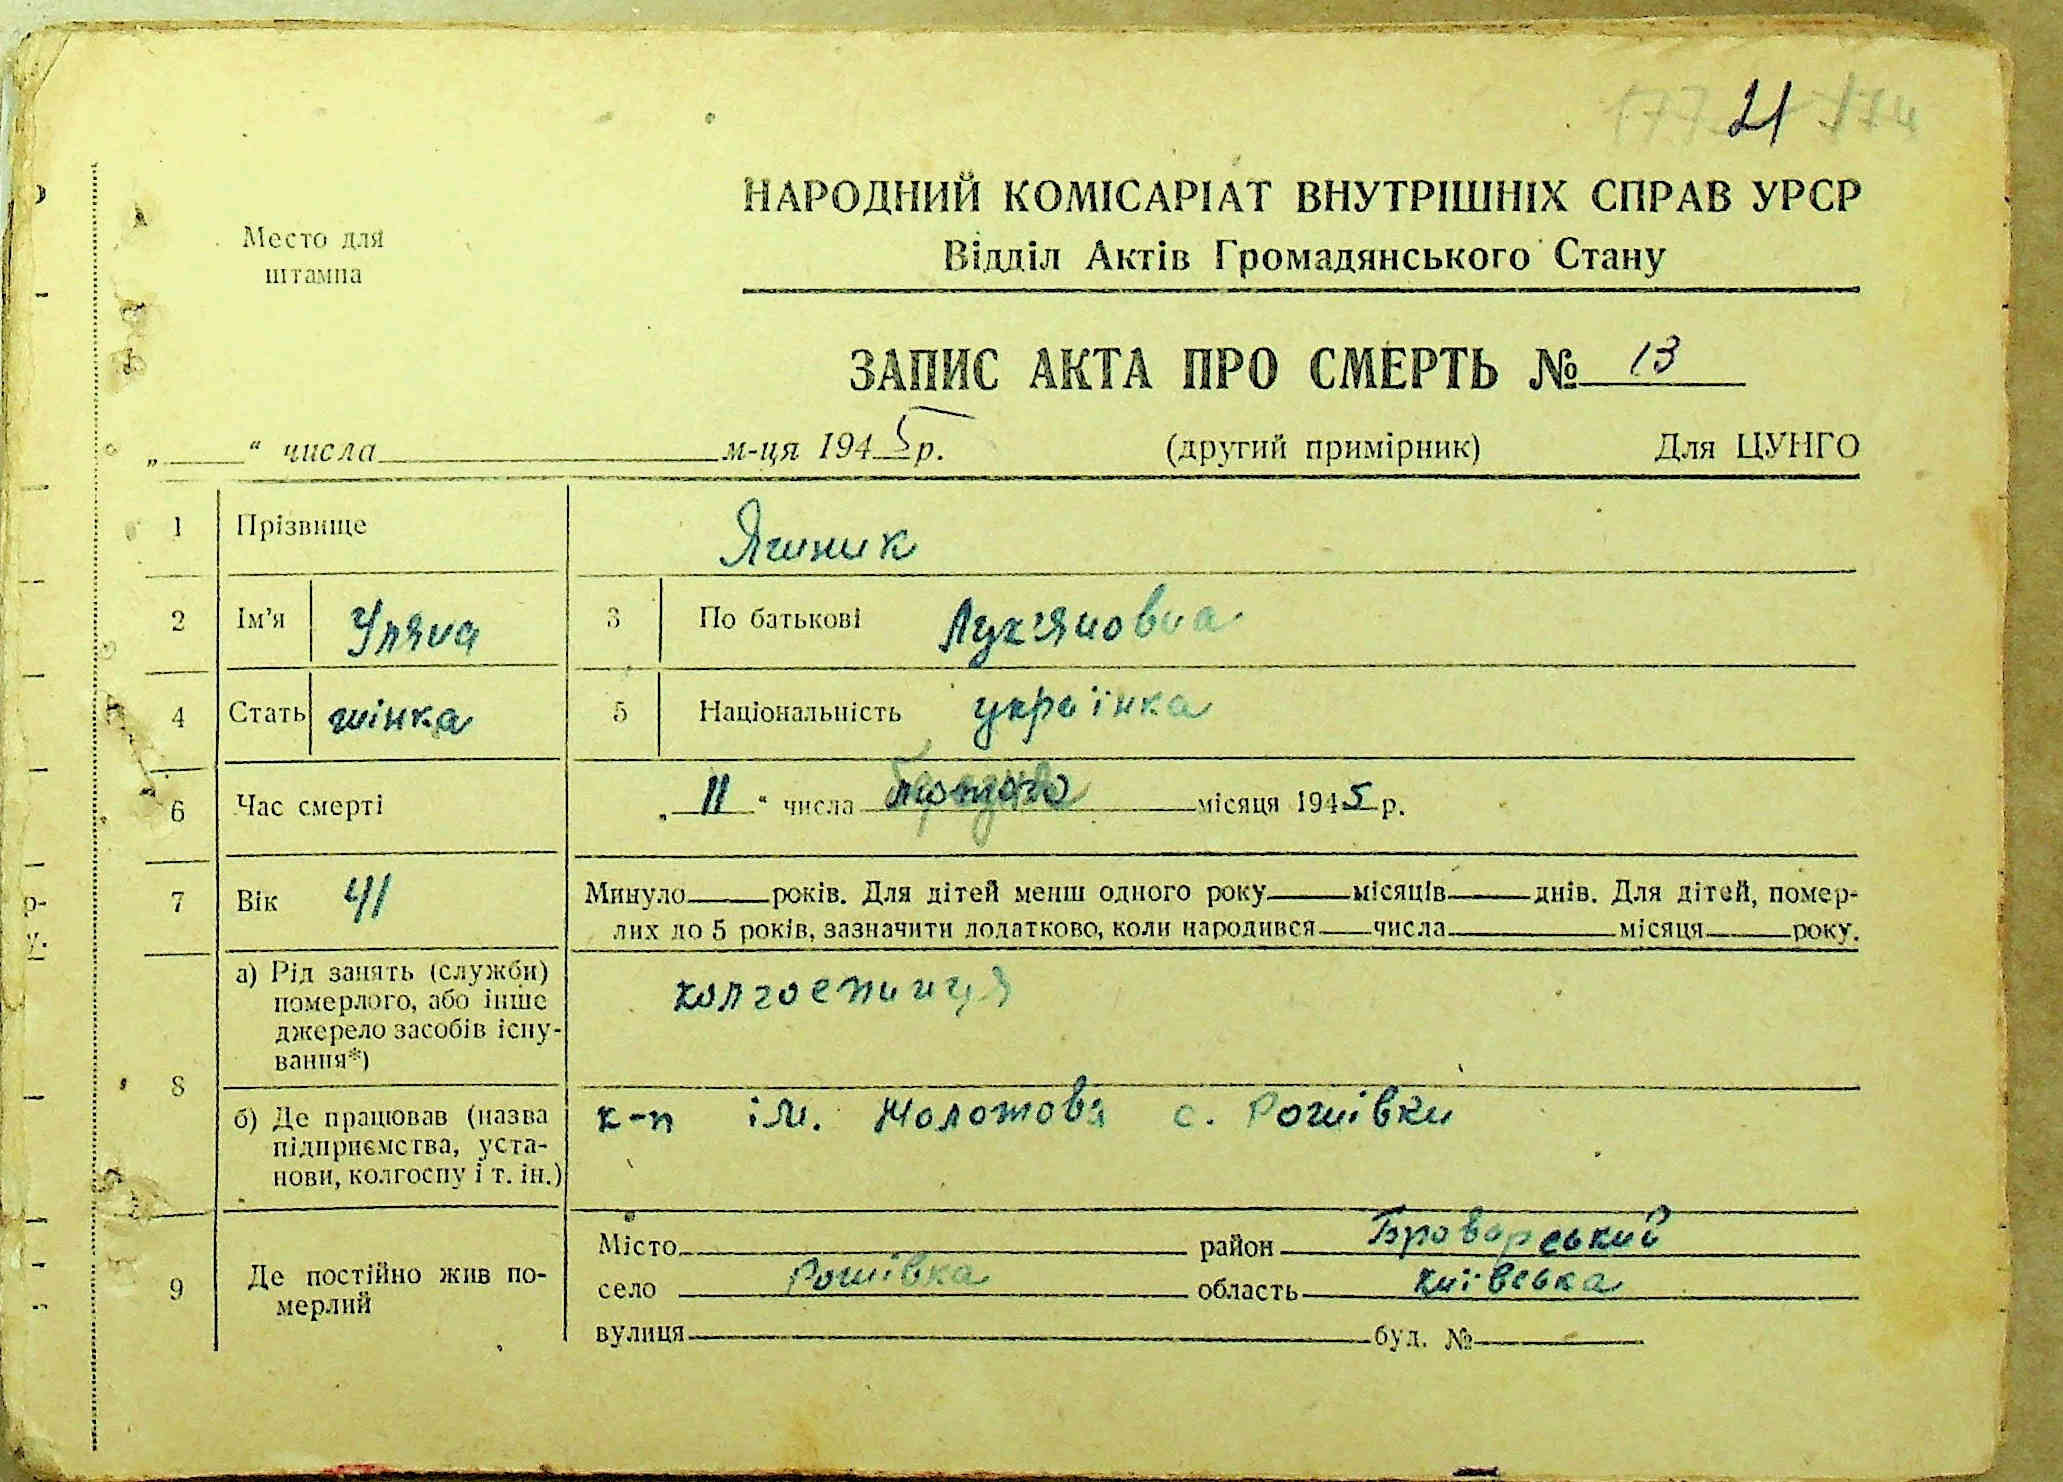 21
НАРОДНИЙ КОМІСАРІАТ ВНУТРІШНІХ СПРАВ УРСР
Место для
штампа
Відділ Актів Громадянського Стану
ЗАПИС АКТА ПРО СМЕРТЬ № 13
„ “ числа м-ця 1945 р. (другий примірник) Для ЦУНГО
1 Прізвище
2 Ім'я Уляна 3 По батькові Лук'яновна
4 Стать жінка 5 Національність українка
6 Час смерті „11“ числа місяця 1945 р.
7 Вік 41 Минуло років. Для дітей менш одного року місяців днів. Для дітей, помер-
лих до 5 років, зазначити додатково, коли народився числа місяця року.
8 а) Рід занять (служби)
померлого, або інше
джерело засобів існу-
вання*)
колгоспниця
б) Де працював (назва
підприємства, уста-
нови, колгоспу і т. ін.)
к-п ім. Молотова с. Рожівки
9 Де постійно жив по-
мерлий
Місто район Броварський
село Рожівка область київська
вулиця буд. №